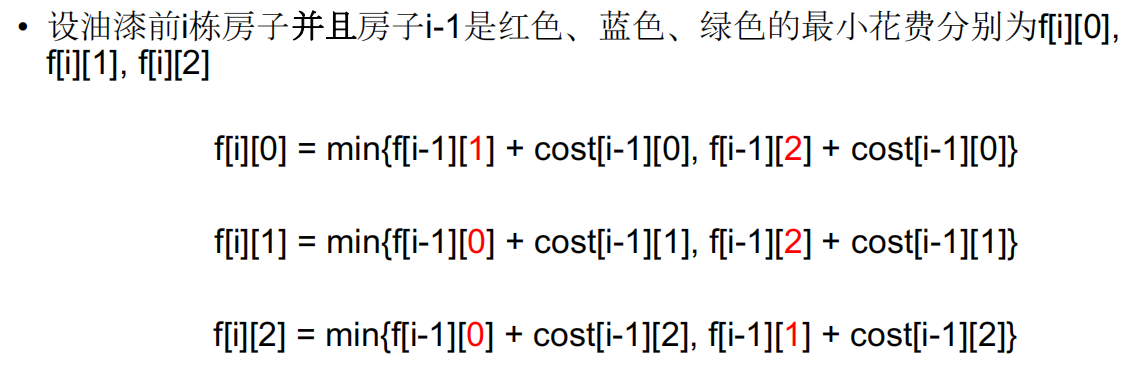 • 设油漆前i栋房子并且房子i-1是红色、蓝色、绿色的最小花费分别为f[i][0],
f[i][1], f[i][2]
f[i][0] = min{f[i-1][1] + cost[i-1][0], f[i-1][2] + cost[i-1][0]}
f[i][1] = min{f[i-1][0] + cost[i-1][1], f[i-1][2] + cost[i-1][1]}
f[i][2] = min{f[i-1][0] + cost[i-1][2], f[i-1][1] + cost[i-1][2]}